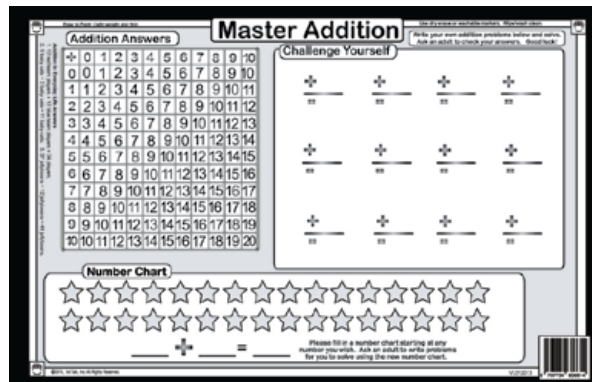 Master Addition
Addition Answers
Write your own addition problems below and solve.
Ask an adult to check your answers. Good luck!
÷ 0 1 2 3 4 5 6 7 8 9 10
0 0 1 2 3 4 5 6 7 8 9 10
1 1 2 3 4 5 6 7 8 9 10 11
2 2 3 4 5 6 7 8 9 10 11 12
3 3 4 5 6 7 8 9 10 11 12 13
4 4 5 6 7 8 9 10 11 12 13 14
5 5 6 7 8 9 10 11 12 13 14 15
6 6 7 8 9 10 11 12 13 14 15 16
7 7 8 9 10 11 12 13 14 15 16 17
8 8 9 10 11 12 13 14 15 16 17 18
9 9 10 11 12 13 14 15 16 17 18 19
10 10 11 12 13 14 15 16 17 18 19 20
Challenge Yourself
+ + + +
= = = =
+ + + +
= = = =
+ + + +
= = = =
Number Chart
+ =
Please fill in a number chart starting at any
number you wish. Ask an adult to write problems
for you to solve using the new number chart.